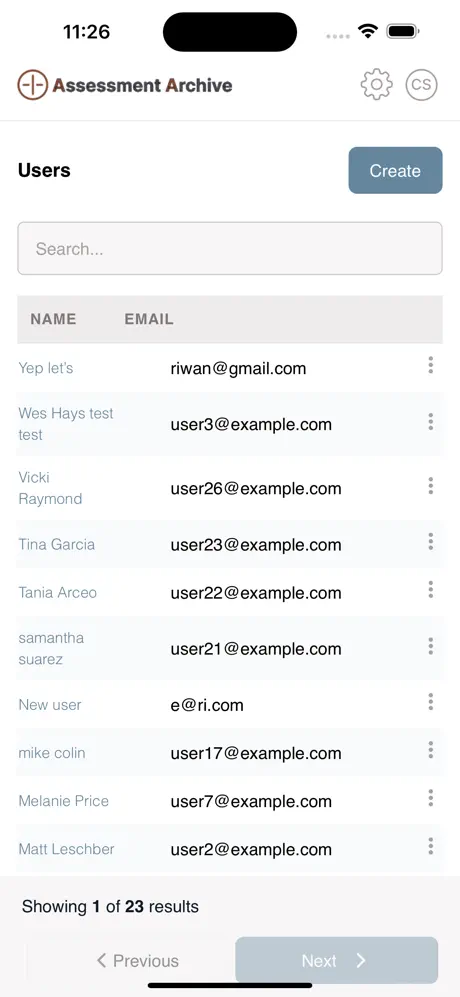 11:26
Assessment Archive
CS
Users
Create
Search...
NAME EMAIL
Yep let's riwan@gmail.com
Wes Hays test
test
user3@example.com
Vicki
Raymond
user26@example.com
Tina Garcia user23@example.com
Tania Arceo user22@example.com
samantha
suarez
user21@example.com
New user e@ri.com
mike colin user17@example.com
Melanie Price user7@example.com
Matt Leschber user2@example.com
Showing 1 of 23 results
Previous
Next